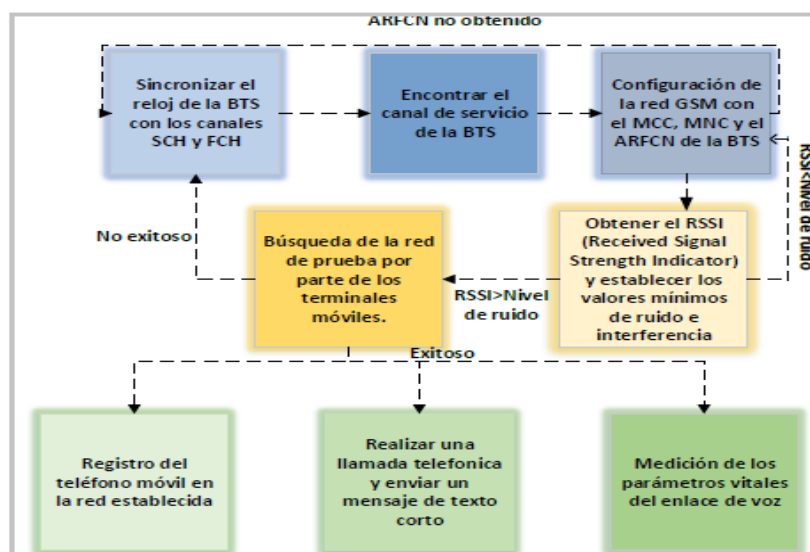 ARFCN no obtenido
Sincronizar el
reloj de la BTS
con los canales
SCH y FCH
Encontrar el
canal de servicio
de la BTS
Configuración de
la red GSM con
el MCC, MNC y el
ARFCN de la BTS
RSSI<Nivel
de ruido
No exitoso
Búsqueda de la red
de prueba por
parte de los
terminales
móviles.
RSSI>Nivel
de ruido
Obtener el RSSI
(Received Signal
Strength Indicator)
y establecer los
valores mínimos
de ruido e
interferencia
Exitoso
Registro del
teléfono móvil en
la red establecida
Realizar una
llamada telefonica
y enviar un
mensaje de texto
corto
Medición de los
parámetros vitales
del enlace de voz